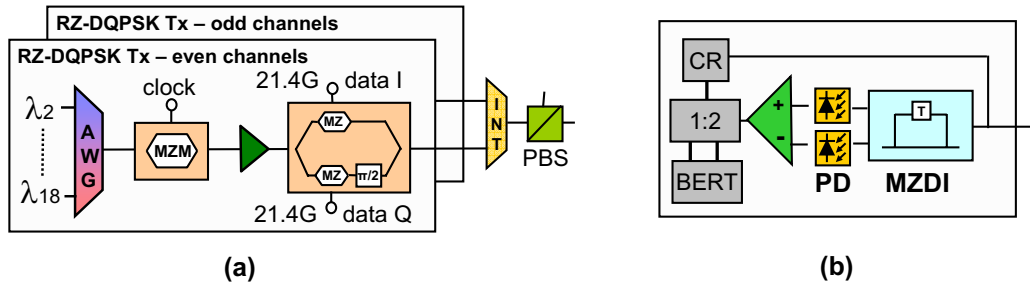 RZ-DQPSK Tx – odd channels
RZ-DQPSK Tx – even channels
λ2
λ18
AWG
clock
MZM
21.4G data I
MZ
MZ
π/2
21.4G data Q
INT
PBS
(a)
CR
1:2
BERT
+
-
PD
T
MZDI
(b)